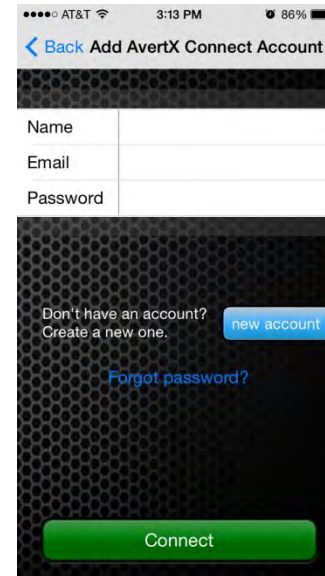 AT&T 3:13 PM 86%
Back Add AvertX Connect Account
Name
Email
Password
Don't have an account?
Create a new one.
new account
Forgot password?
Connect